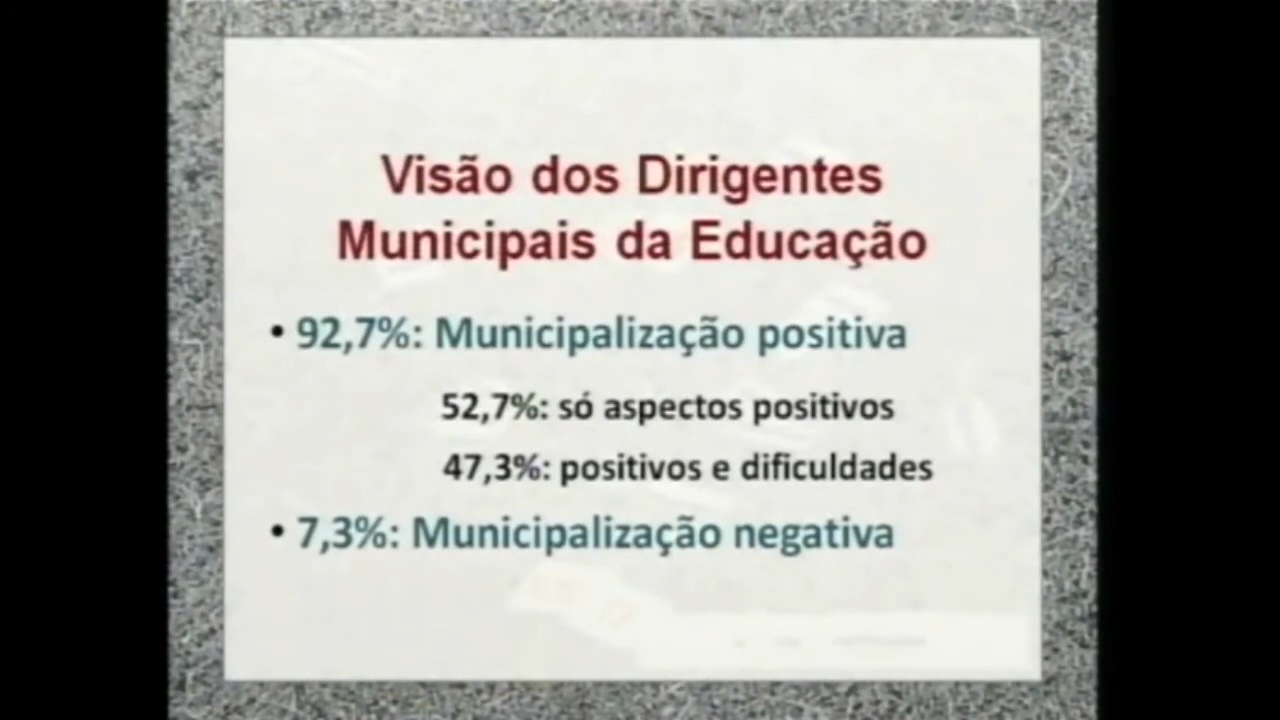 Visão dos Dirigentes
Municipais da Educação
• 92,7%: Municipalização positiva
52,7%: só aspectos positivos
47,3%: positivos e dificuldades
• 7,3%: Municipalização negativa